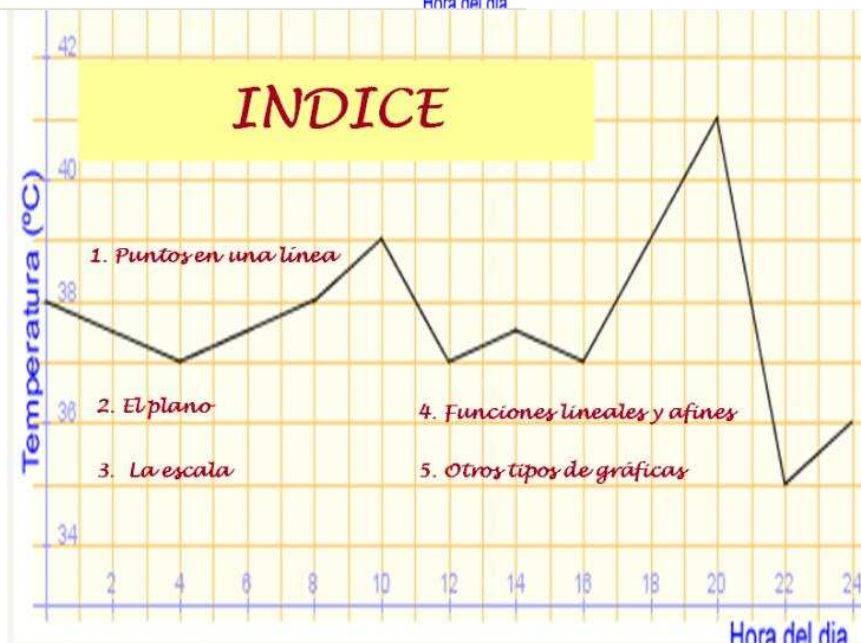 Hora del dia
INDICE
1. Puntos en una línea
2. El plano
3. La escala
4. Funciones lineales y afines
5. Otros tipos de gráficas
Temperatura (ºC)
42
40
38
36
34
2 4 6 8 10 12 14 16 18 20 22 24
Hora del dia